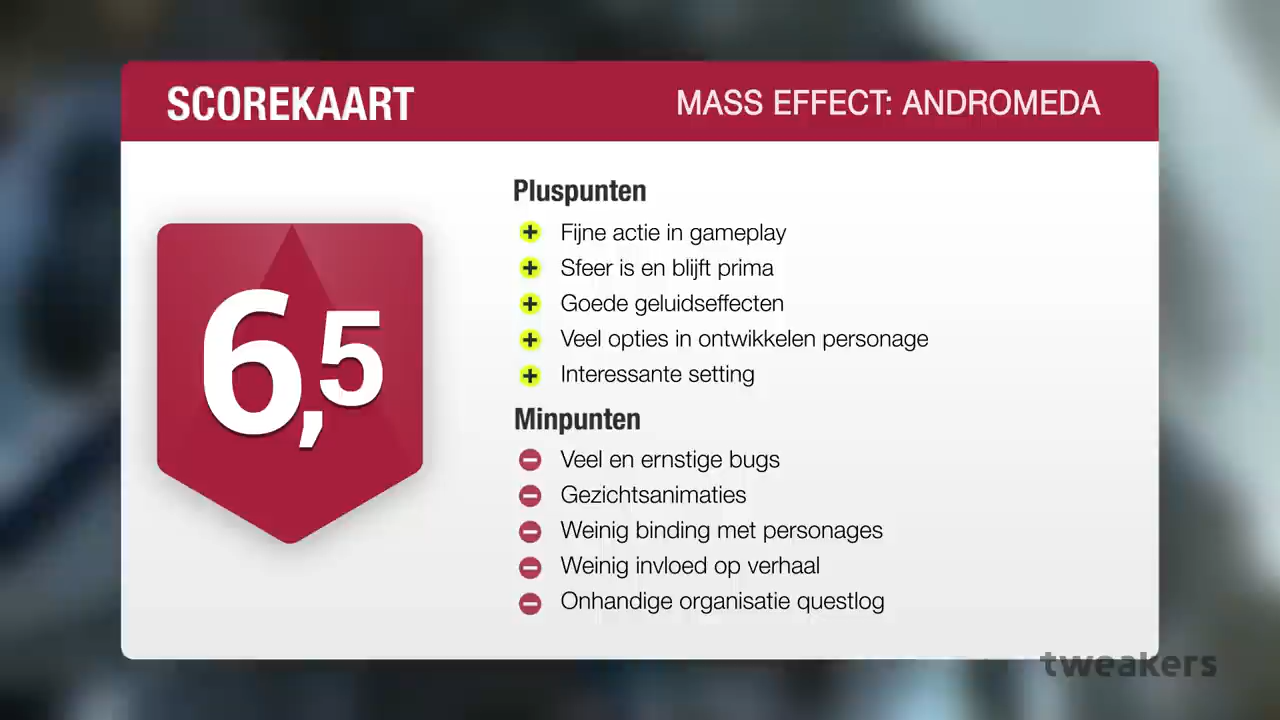 SCOREKAART
MASS EFFECT: ANDROMEDA
6,5
Pluspunten
Fijne actie in gameplay
Sfeer is en blijft prima
Goede geluidseffecten
Veel opties in ontwikkelen personage
Interessante setting
Minpunten
Veel en ernstige bugs
Gezichtsanimaties
Weinig binding met personages
Weinig invloed op verhaal
Onhandige organisatie questlog
tweakers